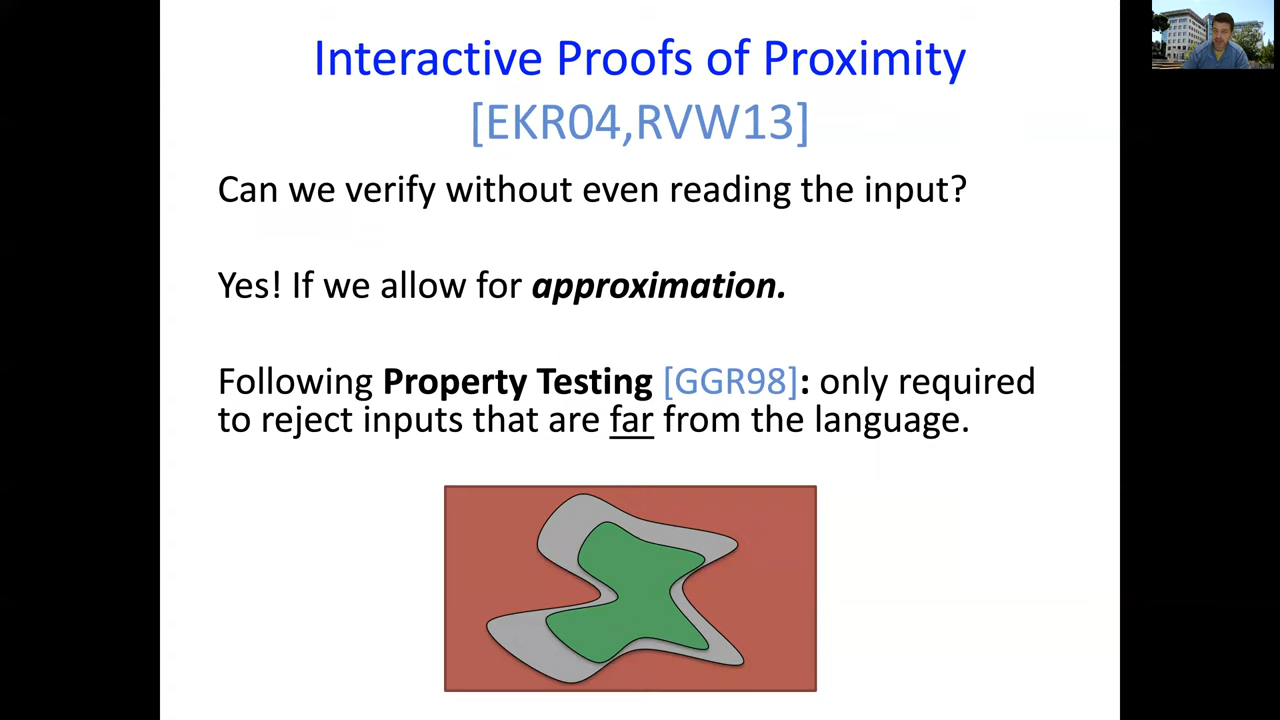 Interactive Proofs of Proximity
[EKR04,RVW13]
Can we verify without even reading the input?
Yes! If we allow for approximation.
Following Property Testing [GGR98]: only required
to reject inputs that are far from the language.